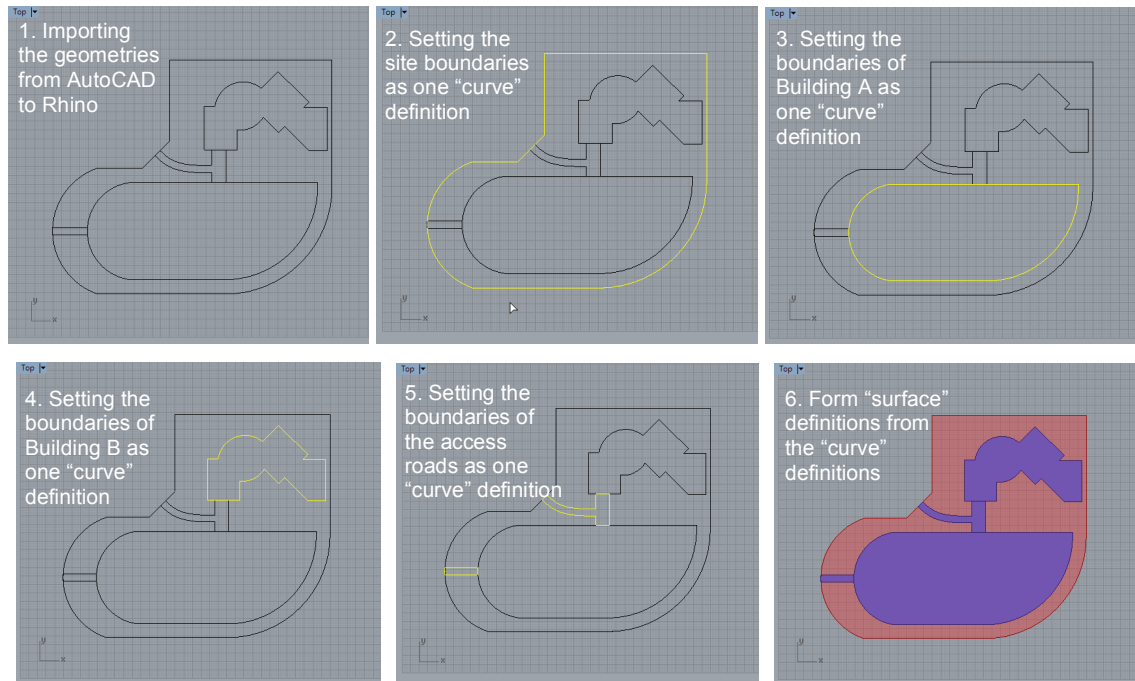 Top
1. Importing
the geometries
from AutoCAD
to Rhino
y
x
Top
2. Setting the
site boundaries
as one “curve”
definition
y
x
Top
3. Setting the
boundaries of
Building A as
one “curve”
definition
y
x
Top
4. Setting the
boundaries of
Building B as
one “curve”
definition
y
x
Top
5. Setting the
boundaries of
the access
roads as one
“curve” definition
y
x
Top
6. Form “surface”
definitions from
the “curve”
definitions
y
x